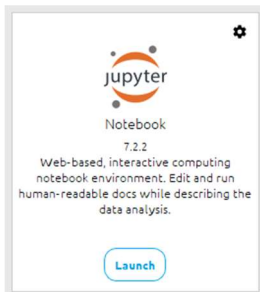 jupyter
Notebook
7.2.2
Web-based, interactive computing
notebook environment. Edit and run
human-readable docs while describing the
data analysis.
Launch